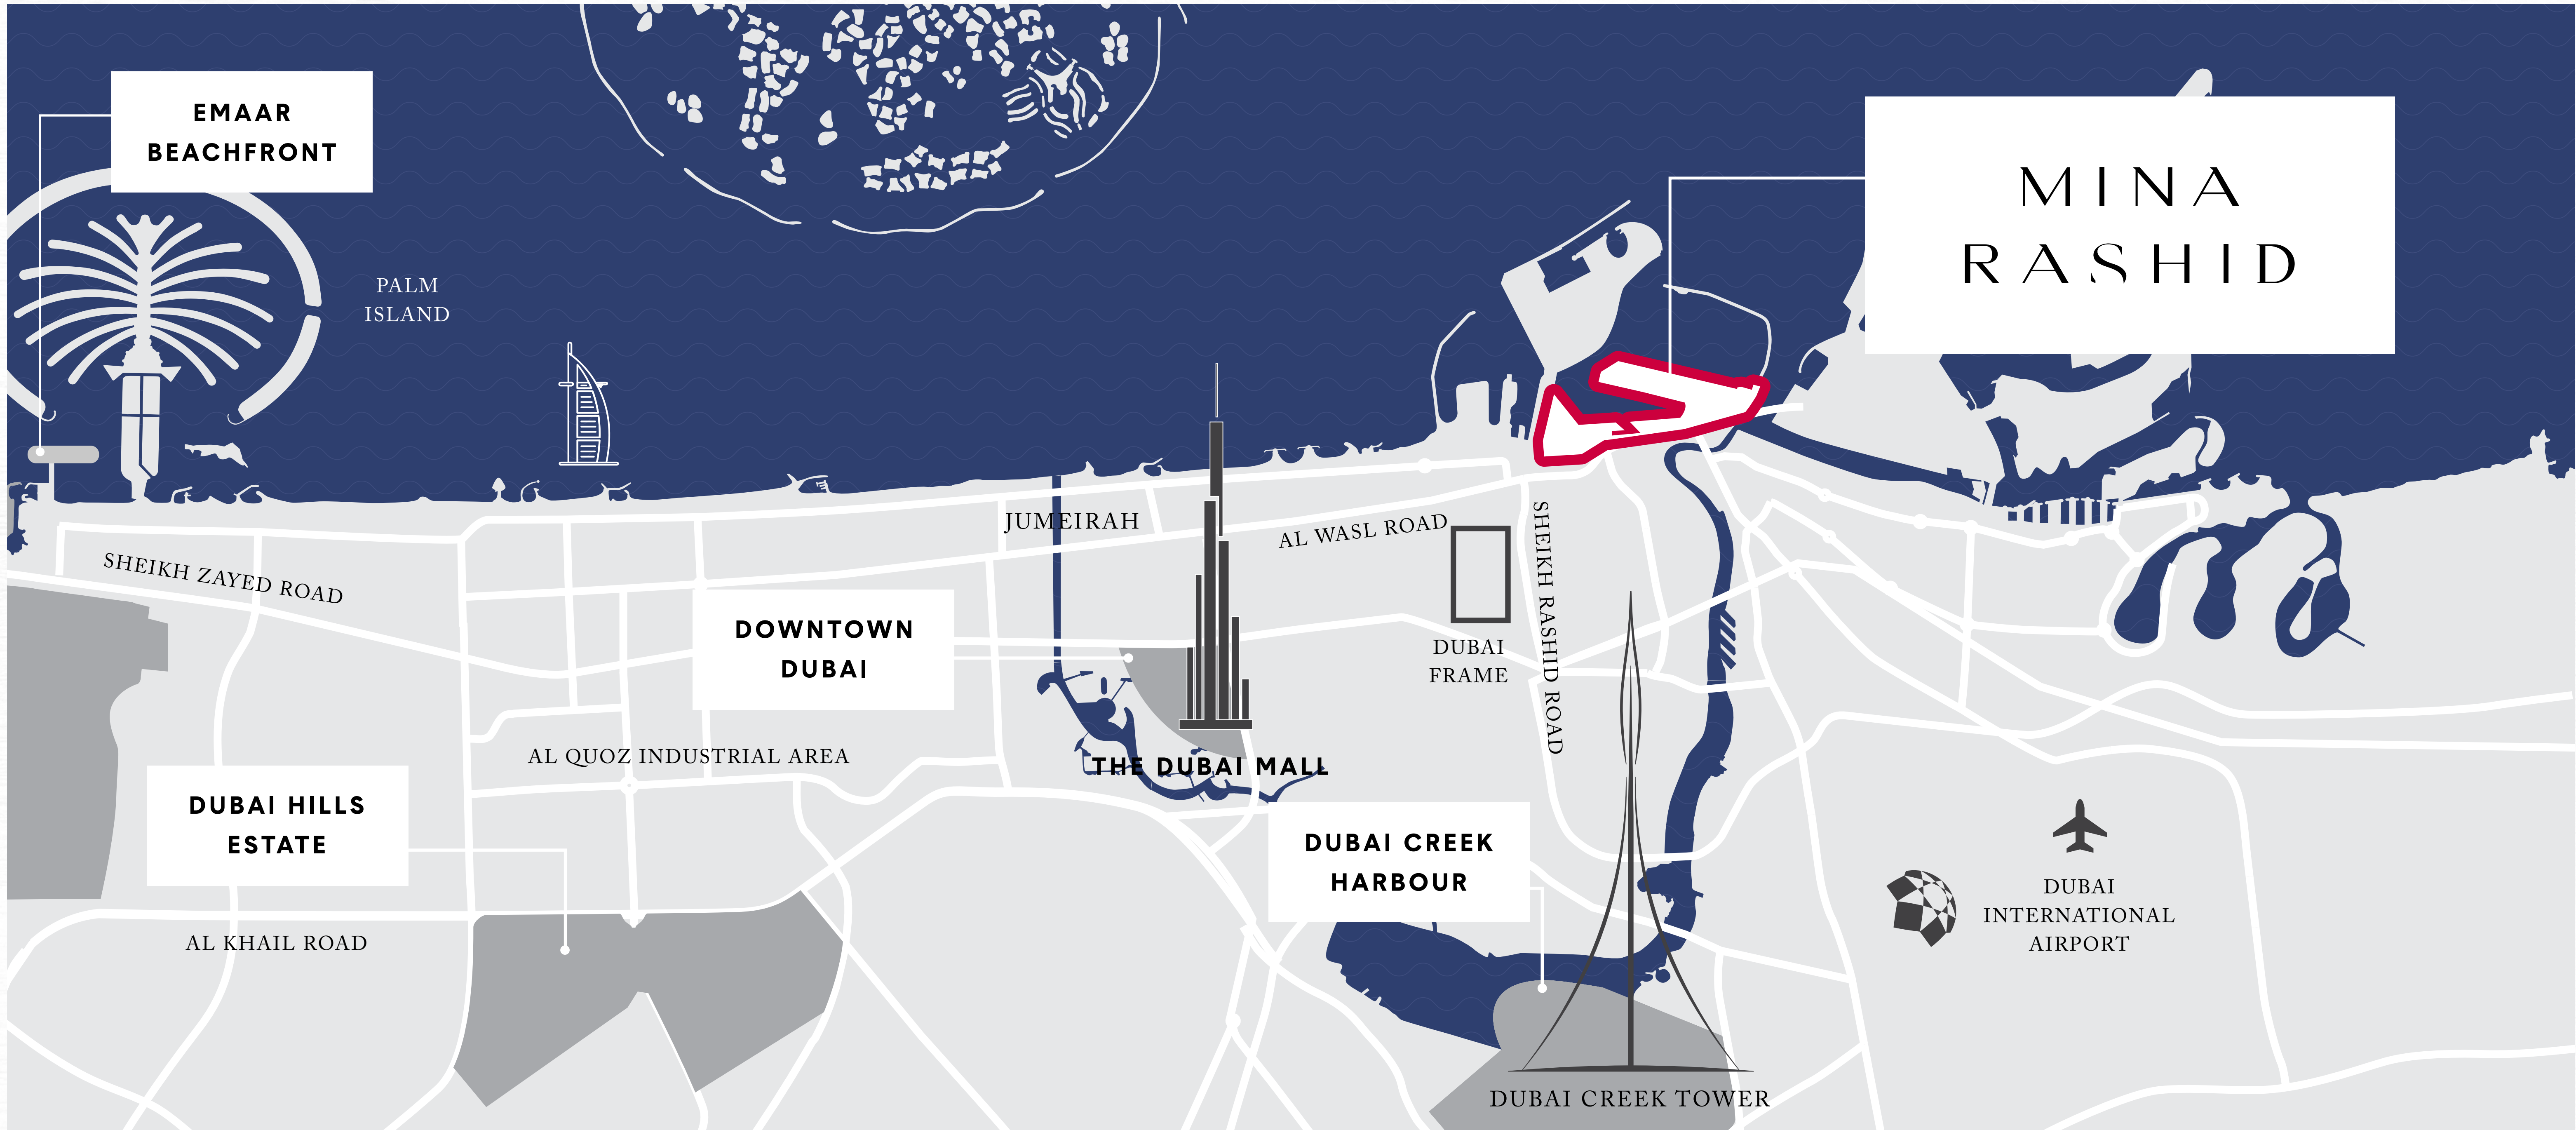 EMAAR
BEACHFRONT
MINA
RASHID
PALM
ISLAND
JUMEIRAH
AL WASL ROAD
SHEIKH RASHID ROAD
SHEIKH ZAYED ROAD
DOWNTOWN
DUBAI
DUBAI
FRAME
AL QUOZ INDUSTRIAL AREA
THE DUBAI MALL
DUBAI HILLS
ESTATE
DUBAI CREEK
HARBOUR
DUBAI
INTERNATIONAL
AIRPORT
AL KHAIL ROAD
DUBAI CREEK TOWER